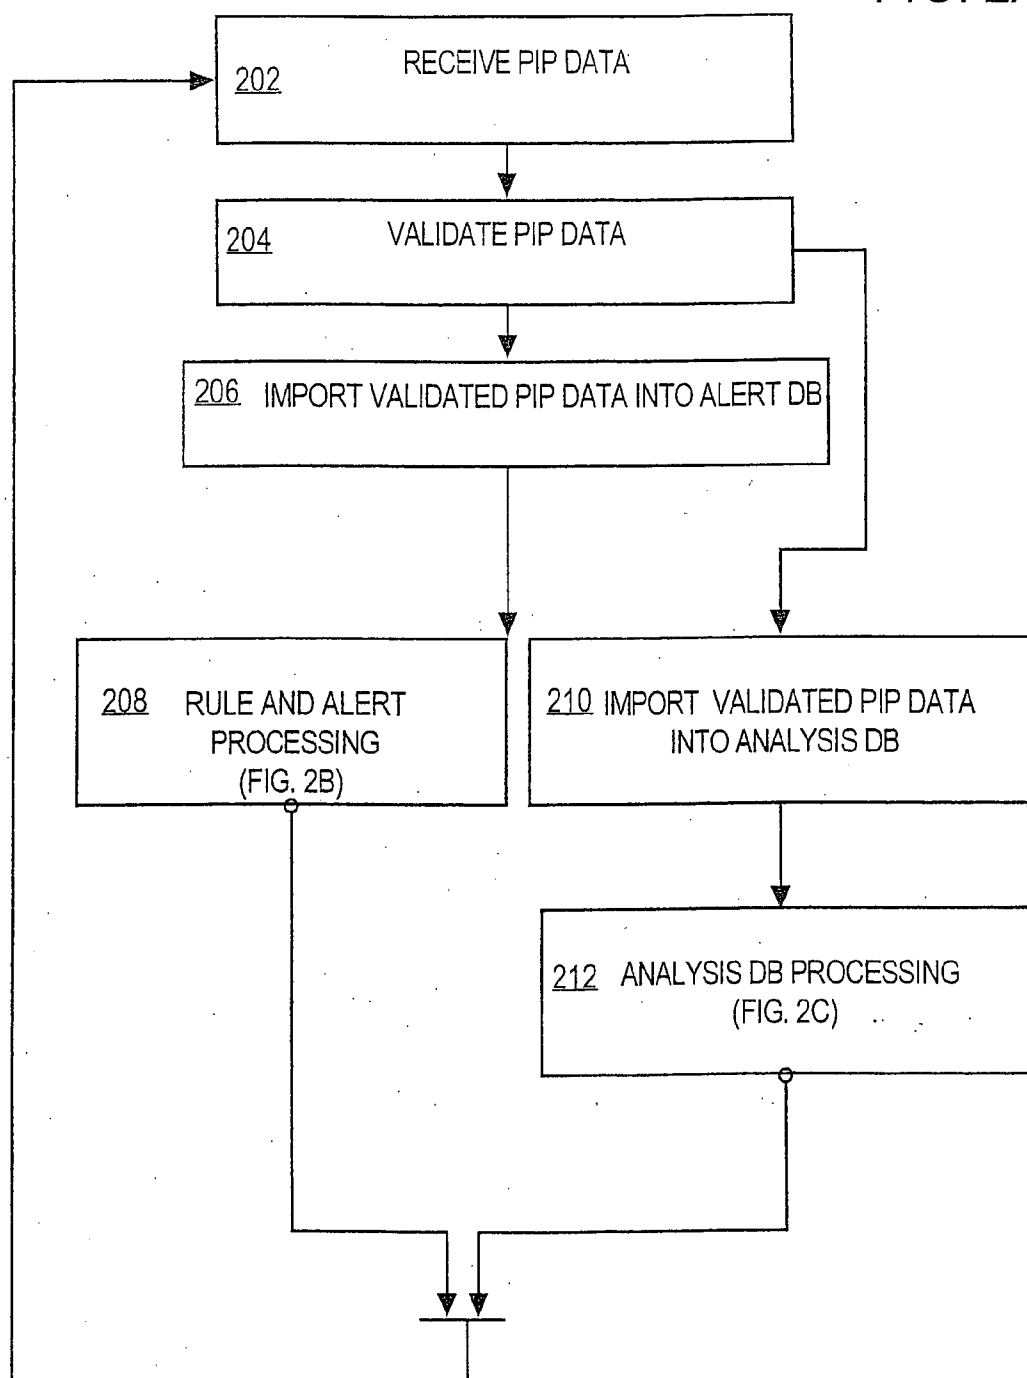 202 RECEIVE PIP DATA
204 VALIDATE PIP DATA
206 IMPORT VALIDATED PIP DATA INTO ALERT DB
208 RULE AND ALERT
PROCESSING
(FIG. 2B)
210 IMPORT VALIDATED PIP DATA
INTO ANALYSIS DB
212 ANALYSIS DB PROCESSING
(FIG. 2C)